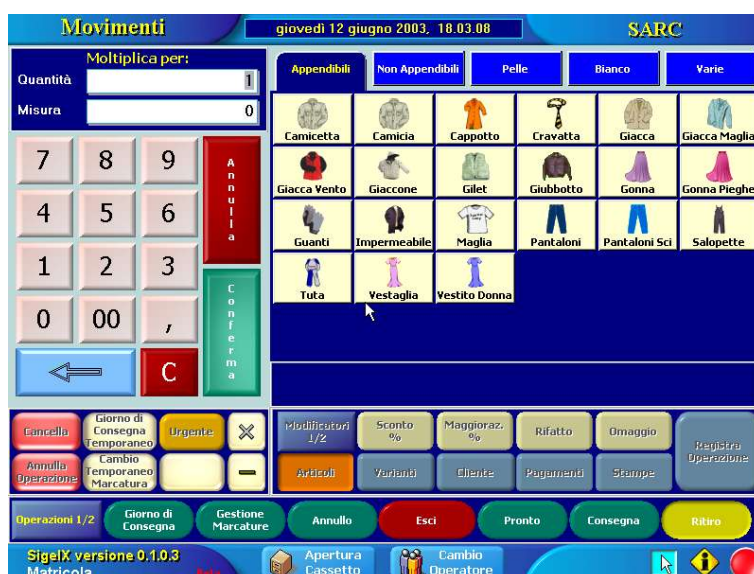 Movimenti
giovedì 12 giugno 2003, 18.03.08
SARC
Moltiplica per:
Quantità
1
Misura
0
Appendibili
Non Appendibili
Pelle
Bianco
Varie
Camicetta
Camicia
Cappotto
Cravatta
Giacca
Giacca Maglia
Giacca Vento
Giaccone
Gilet
Giubbotto
Gonna
Gonna Pieghe
Guanti
Impermeabile
Maglia
Pantaloni
Pantaloni Sci
Salopette
Tuta
Vestaglia
Vestito Donna
7
8
9
Annulla
4
5
6
1
2
3
Conferma
0
00
,
C
Cancella
Giorno di
Consegna
Temporaneo
Urgente
Annulla
Operazione
Cambio
Temporaneo
Marcatura
Modificatori
1/2
Sconto
%
Maggioraz.
%
Rifatto
Omaggio
Registra
Operazione
Articoli
Varianti
Cliente
Pagamenti
Stampe
Operazioni 1/2
Giorno di
Consegna
Gestione
Marcature
Annullo
Esci
Pronto
Consegna
Ritiro
SigelX versione 0.1.0.3
Matricola
Apertura
Cassetto
Cambio
Operatore